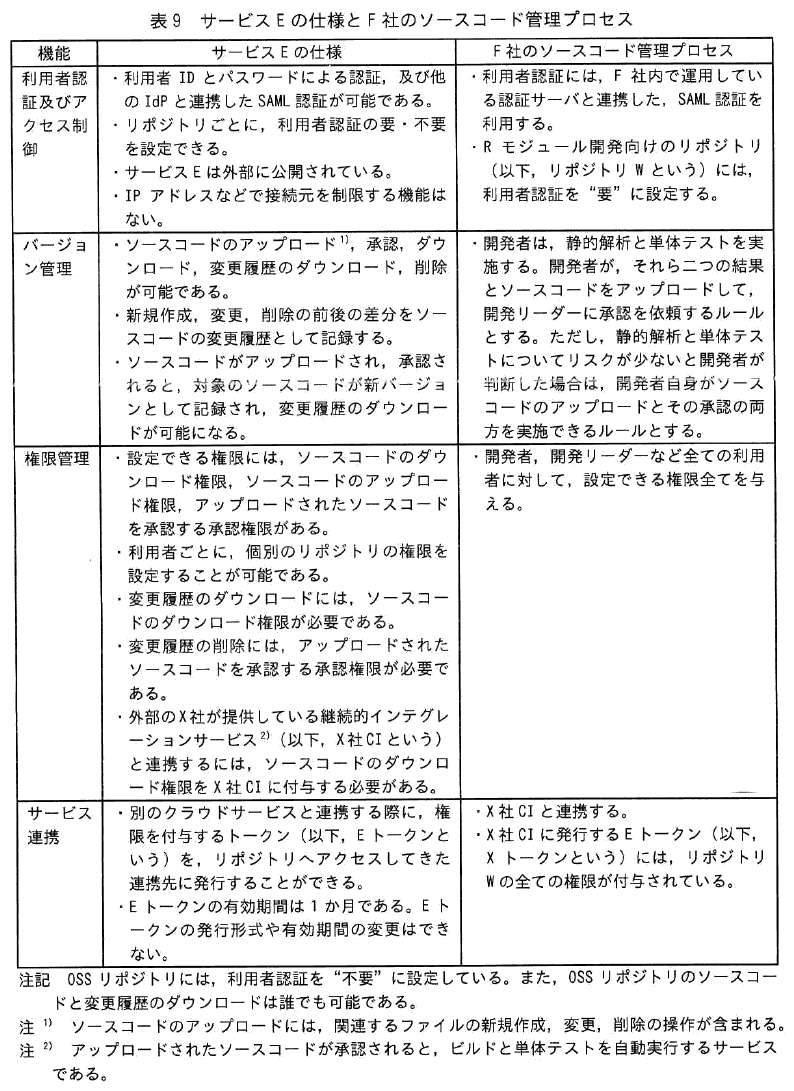 表9 サービスEの仕様とF社のソースコード管理プロセス
機能
サービスEの仕様
F社のソースコード管理プロセス
利用者認
証及びアク
セス制
御
・利用者IDとパスワードによる認証，及び他
のIdPと連携したSAML認証が可能である。
・リポジトリごとに，利用者認証の要・不要
を設定できる。
・サービスEは外部に公開されている。
・IPアドレスなどで接続元を制限する機能は
ない。
・利用者認証には，F社内で運用してい
る認証サーバと連携した，SAML認証を
利用する。
・Rモジュール開発向けのリポジトリ
（以下，リポジトリWという）には，
利用者認証を“要”に設定する。
バージョ
ン管理
・ソースコードのアップロード1)，承認，ダウ
ンロード，変更履歴のダウンロード，削除
が可能である。
・新規作成，変更，削除の前後の差分をソー
スコードの変更履歴として記録する。
・ソースコードがアップロードされ，承認さ
れると，対象のソースコードが新バージョ
ンとして記録され，変更履歴のダウンロー
ドが可能になる。
・開発者は，静的解析と単体テストを実
施する。開発者が，それら二つの結果
とソースコードをアップロードして，
開発リーダーに承認を依頼するルール
とする。ただし，静的解析と単体テス
トについてリスクが少ないと開発者が
判断した場合は，開発者自身がソース
コードのアップロードとその承認の両
方を実施できるルールとする。
権限管理
・設定できる権限には，ソースコードのダウ
ンロード権限，ソースコードのアップロー
ド権限，アップロードされたソースコード
を承認する承認権限がある。
・利用者ごとに，個別のリポジトリの権限を
設定することが可能である。
・変更履歴のダウンロードには，ソースコー
ドのダウンロード権限が必要である。
・変更履歴の削除には，アップロードされた
ソースコードを承認する承認権限が必要で
ある。
・外部のX社が提供している継続的インテグレ
ーションサービス2)（以下，X社CIという）
と連携するには，ソースコードのダウンロ
ード権限をX社CIに付与する必要がある。
・開発者，開発リーダーなど全ての利用
者に対して，設定できる権限全てを与
える。
サービス
連携
・別のクラウドサービスと連携する際に，権
限を付与するトークン（以下，Eトークンと
いう）を，リポジトリへアクセスしてきた
連携先に発行することができる。
・Eトークンの有効期間は1か月である。Eト
ークンの発行形式や有効期間の変更はでき
ない。
・X社CIと連携する。
・X社CIに発行するEトークン（以下，
Xトークンという）には，リポジトリ
Wの全ての権限が付与されている。
注記 OSSリポジトリには，利用者認証を“不要”に設定している。また，OSSリポジトリのソースコー
ドと変更履歴のダウンロードは誰でも可能である。
注1) ソースコードのアップロードには，関連するファイルの新規作成，変更，削除の操作が含まれる。
注2) アップロードされたソースコードが承認されると，ビルドと単体テストを自動実行するサービス
である。